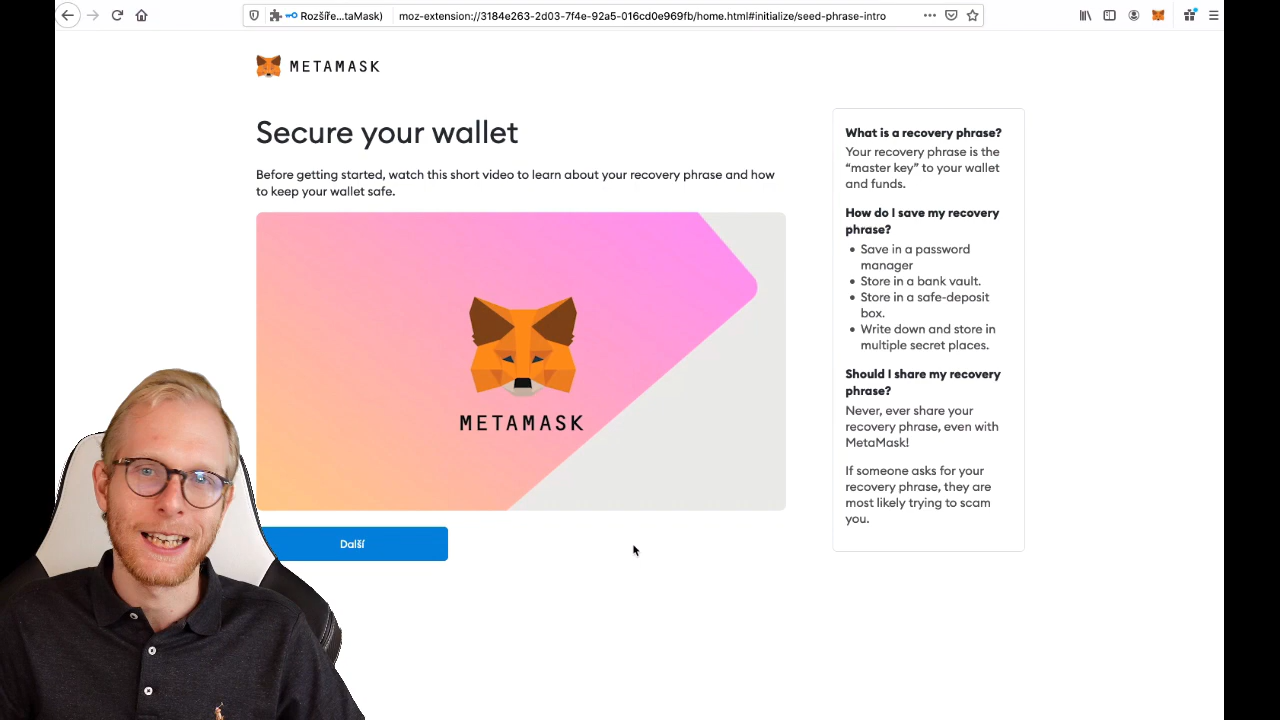 Rozšíře...taMask)
moz-extension://3184e263-2d03-7f4e-92a5-016cd0e969fb/home.html#initialize/seed-phrase-intro
METAMASK
Secure your wallet
Before getting started, watch this short video to learn about your recovery phrase and how
to keep your wallet safe.
METAMASK
Další
What is a recovery phrase?
Your recovery phrase is the
“master key” to your wallet
and funds.
How do I save my recovery
phrase?
• Save in a password
manager
• Store in a bank vault.
• Store in a safe-deposit
box.
• Write down and store in
multiple secret places.
Should I share my recovery
phrase?
Never, ever share your
recovery phrase, even with
MetaMask!
If someone asks for your
recovery phrase, they are
most likely trying to scam
you.